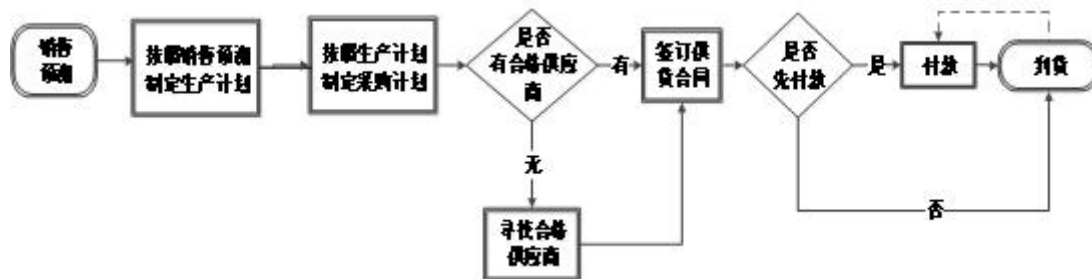 销售
预测
按照销售预测
制定生产计划
按照生产计划
制定采购计划
是否
有合格供应
商
有
签订供
货合同
是否
先付款
是
付款
到货
无
寻找合格
供应商
否